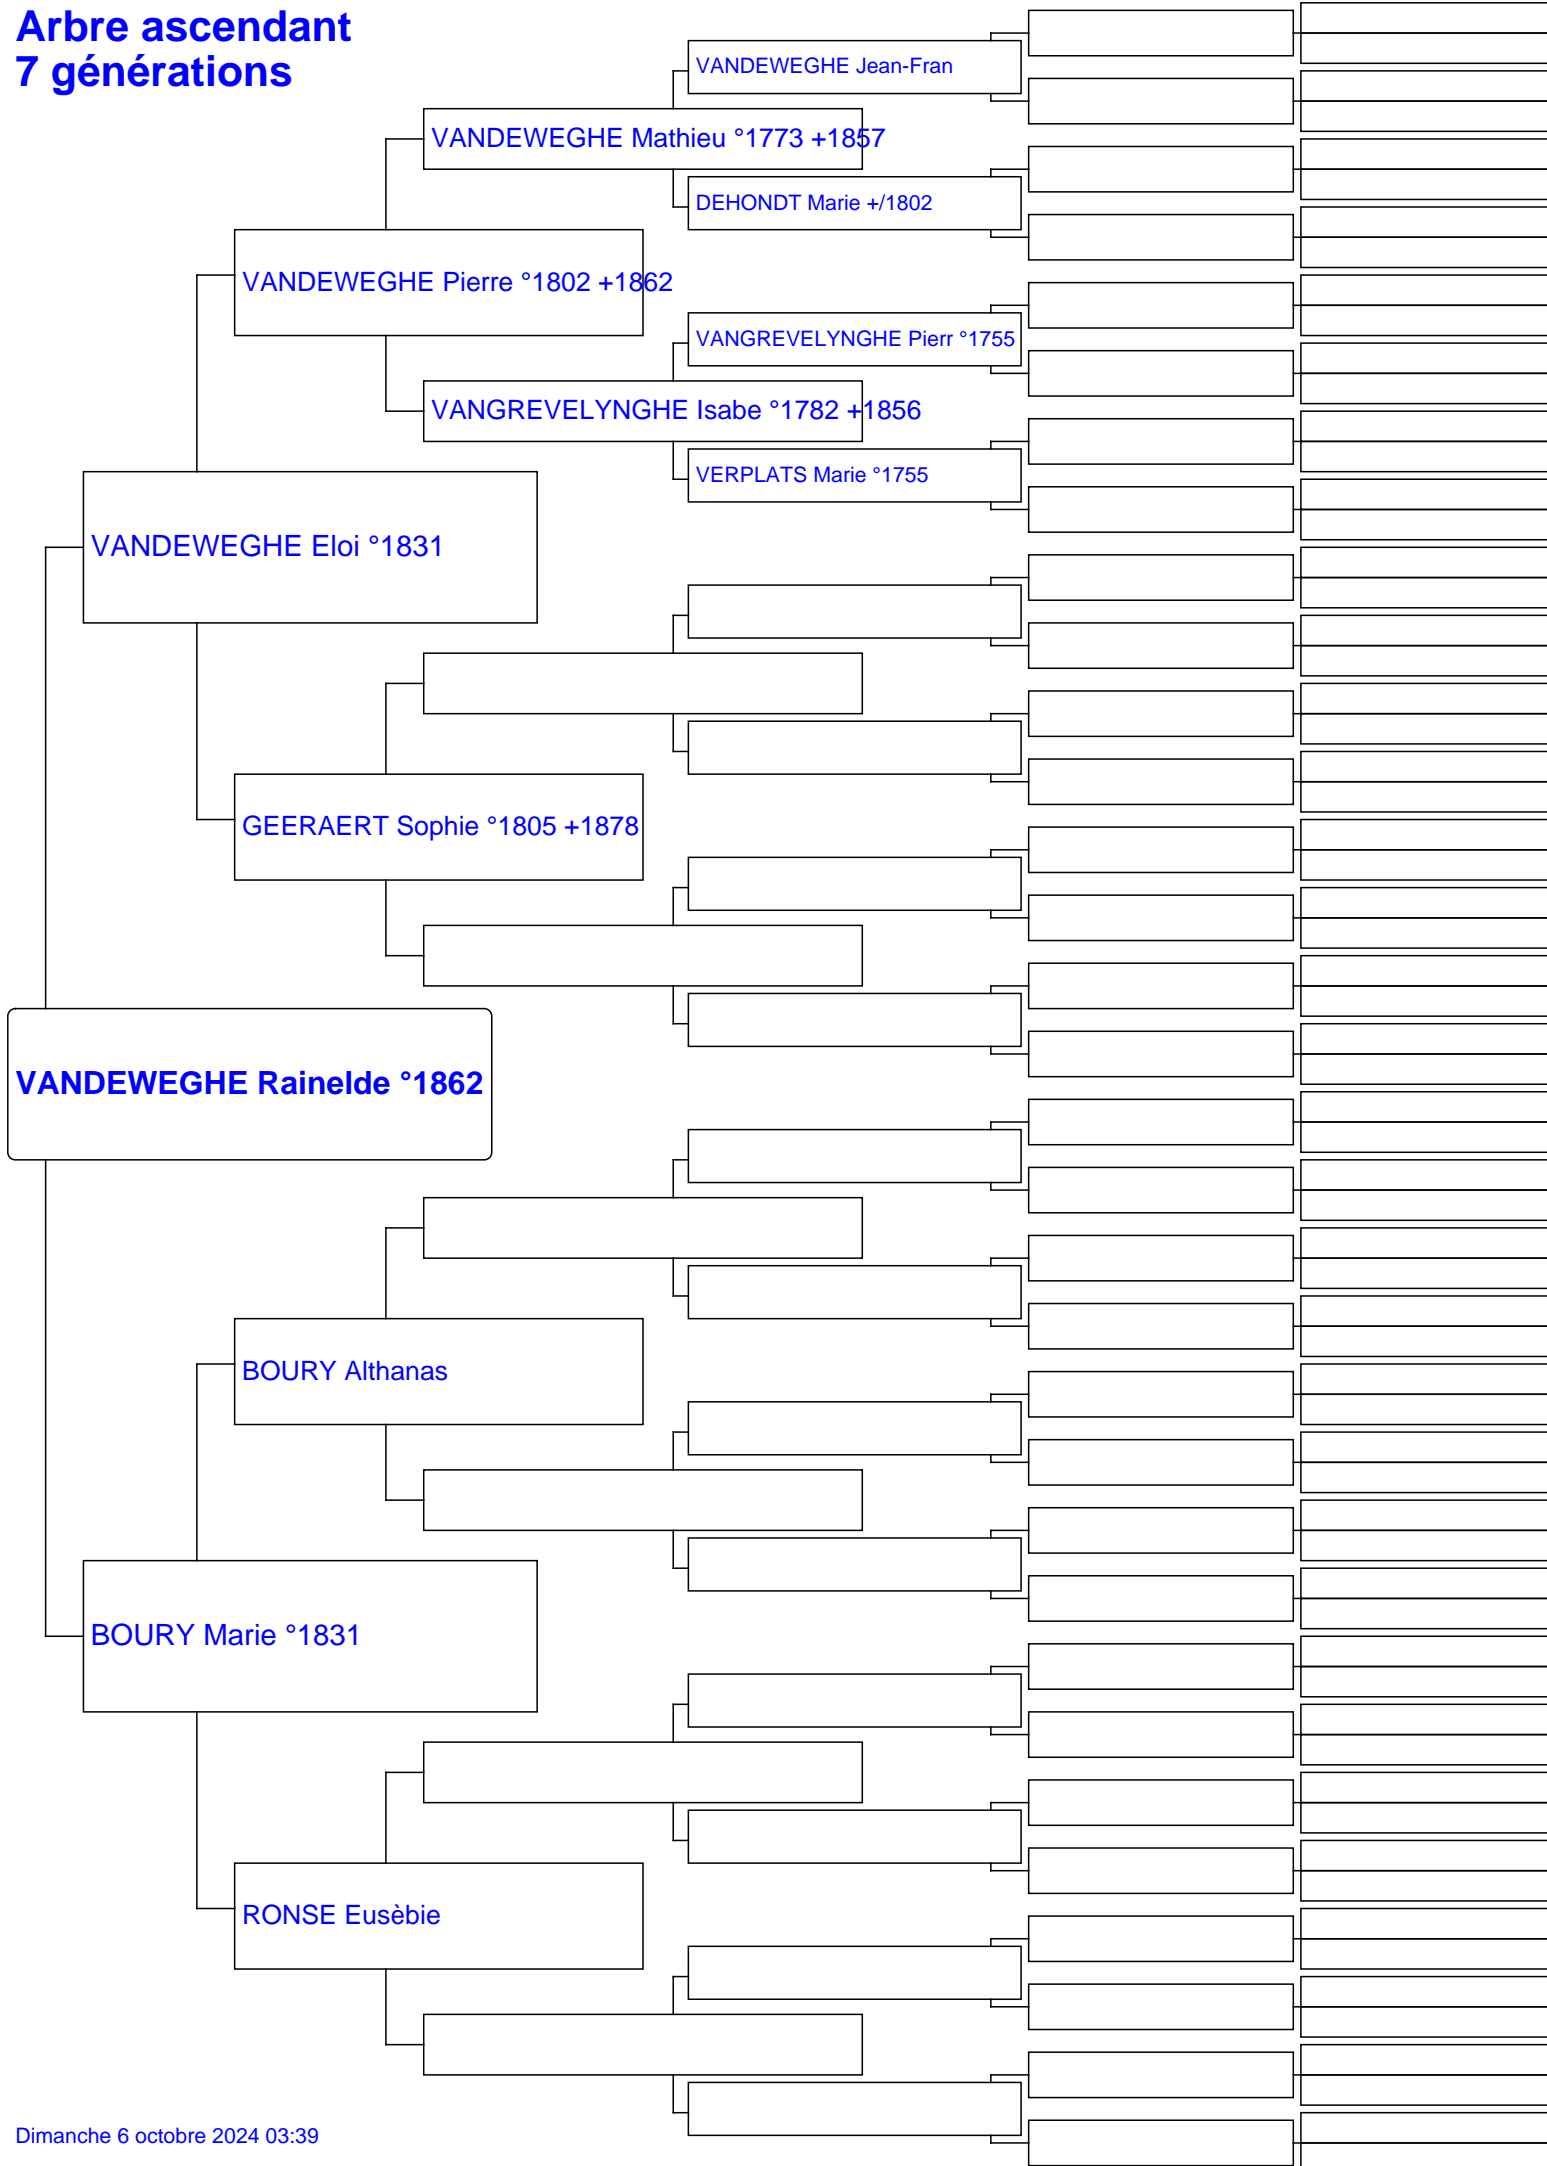 Arbre ascendant
7 générations
VANDEWEGHE Jean-Fran
VANDEWEGHE Mathieu °1773 +1857
DEHONDT Marie +/1802
VANDEWEGHE Pierre °1802 +1862
VANGREVELYNGHE Pierr °1755
VANGREVELYNGHE Isabe °1782 +1856
VERPLATS Marie °1755
VANDEWEGHE Eloi °1831
GEERAERT Sophie °1805 +1878
VANDEWEGHE Rainelde °1862
BOURY Althanas
BOURY Marie °1831
RONSE Eusèbie
Dimanche 6 octobre 2024 03:39